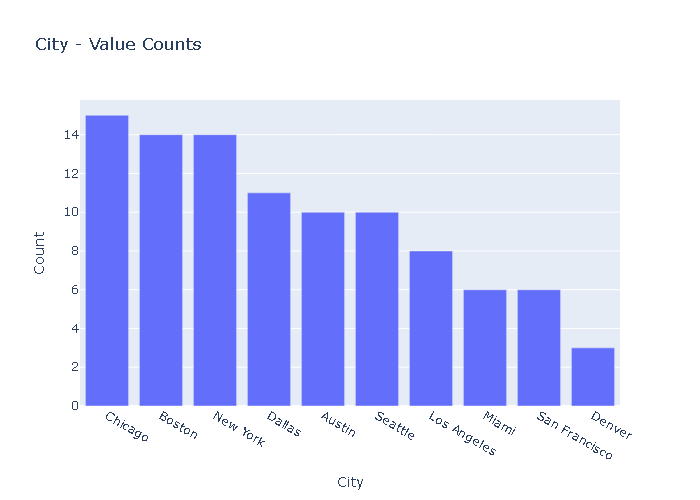 City - Value Counts
14
12
10
8
6
4
2
0
Count
Chicago
Boston
New York
Dallas
Austin
Seattle
Los Angeles
Miami
San Francisco
Denver
City